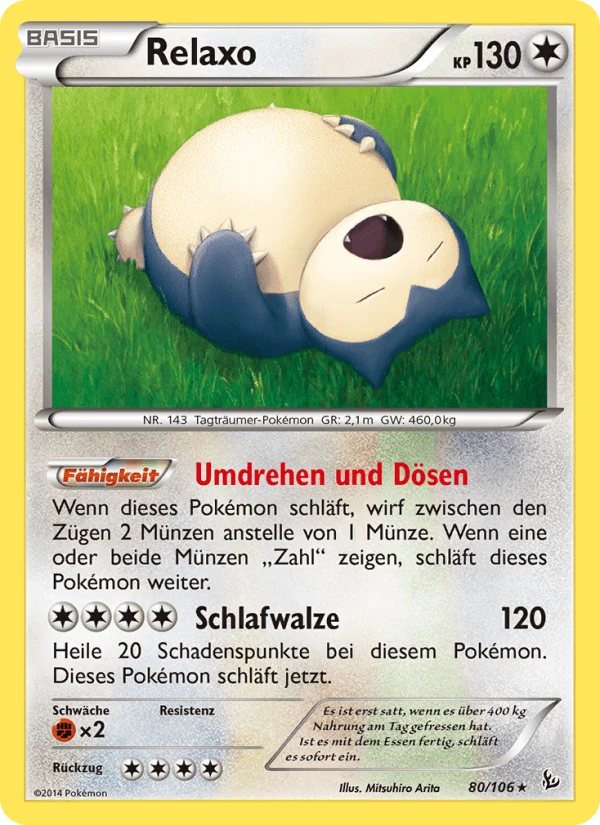 BASIS
Relaxo
KP130
NR. 143 Tagträumer-Pokémon GR: 2,1m GW: 460,0kg
Fähigkeit Umdrehen und Dösen
Wenn dieses Pokémon schläft, wirf zwischen den
Zügen 2 Münzen anstelle von 1 Münze. Wenn eine
oder beide Münzen „Zahl“ zeigen, schläft dieses
Pokémon weiter.
Schlafwalze 120
Heile 20 Schadenspunkte bei diesem Pokémon.
Dieses Pokémon schläft jetzt.
Schwäche Resistenz
×2
Rückzug
Es ist erst satt, wenn es über 400 kg
Nahrung am Tag gefressen hat.
Ist es mit dem Essen fertig, schläft
es sofort ein.
Illus. Mitsuhiro Arita 80/106 ★
©2014 Pokémon